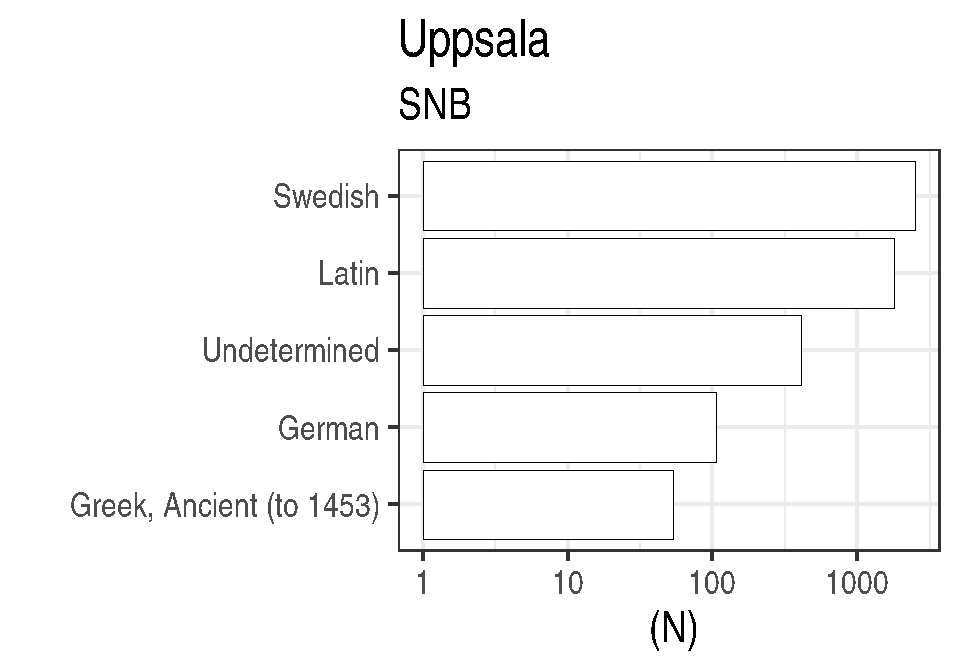 Uppsala
SNB
Swedish
Latin
Undetermined
German
Greek, Ancient (to 1453)
1 10 100 1000
(N)